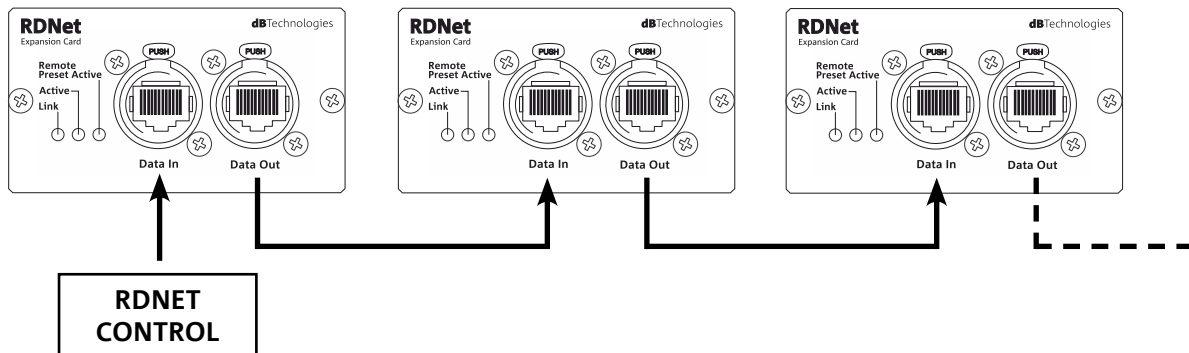 RDNet
Expansion Card
dBTechnologies
PUSH
PUSH
Remote
Preset Active
Active
Link
Data In
Data Out
RDNet
Expansion Card
dBTechnologies
PUSH
PUSH
Remote
Preset Active
Active
Link
Data In
Data Out
RDNet
Expansion Card
dBTechnologies
PUSH
PUSH
Remote
Preset Active
Active
Link
Data In
Data Out
RDNET
CONTROL